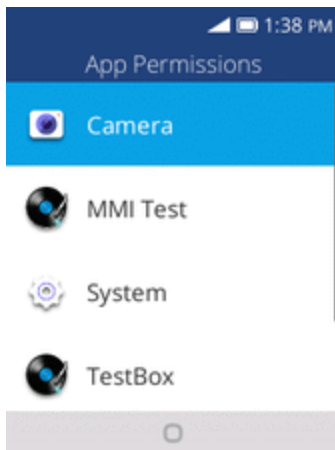 1:38 PM
App Permissions
Camera
MMI Test
System
TestBox